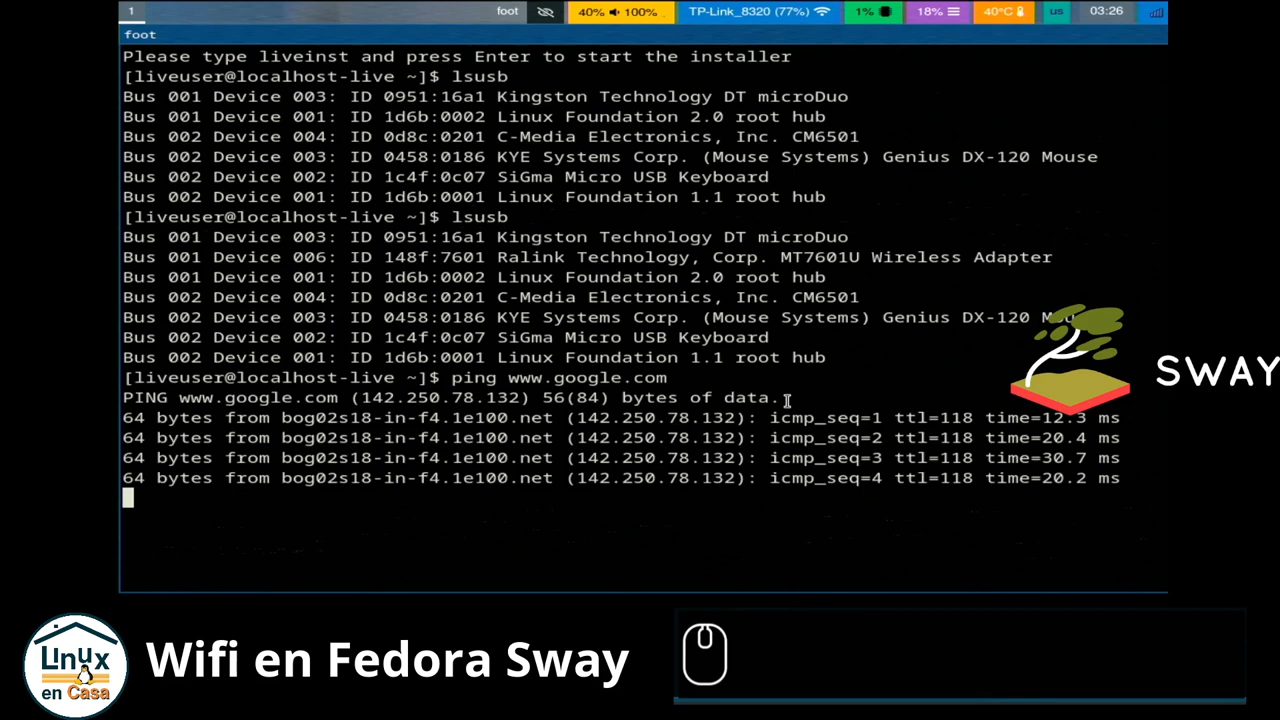 1 foot 40% 100% TP-Link_8320 (77%) 1% 18% 40°C us 03:26
foot
Please type liveinst and press Enter to start the installer
[liveuser@localhost-live ~]$ lsusb
Bus 001 Device 003: ID 0951:16a1 Kingston Technology DT microDuo
Bus 001 Device 001: ID 1d6b:0002 Linux Foundation 2.0 root hub
Bus 002 Device 004: ID 0d8c:0201 C-Media Electronics, Inc. CM6501
Bus 002 Device 003: ID 0458:0186 KYE Systems Corp. (Mouse Systems) Genius DX-120 Mouse
Bus 002 Device 002: ID 1c4f:0c07 SiGma Micro USB Keyboard
Bus 002 Device 001: ID 1d6b:0001 Linux Foundation 1.1 root hub
[liveuser@localhost-live ~]$ lsusb
Bus 001 Device 003: ID 0951:16a1 Kingston Technology DT microDuo
Bus 001 Device 006: ID 148f:7601 Ralink Technology, Corp. MT7601U Wireless Adapter
Bus 001 Device 001: ID 1d6b:0002 Linux Foundation 2.0 root hub
Bus 002 Device 004: ID 0d8c:0201 C-Media Electronics, Inc. CM6501
Bus 002 Device 003: ID 0458:0186 KYE Systems Corp. (Mouse Systems) Genius DX-120
Bus 002 Device 002: ID 1c4f:0c07 SiGma Micro USB Keyboard
Bus 002 Device 001: ID 1d6b:0001 Linux Foundation 1.1 root hub
[liveuser@localhost-live ~]$ ping www.google.com
PING www.google.com (142.250.78.132) 56(84) bytes of data.
64 bytes from bog02s18-in-f4.1e100.net (142.250.78.132): icmp_seq=1 ttl=118 time=12.3 ms
64 bytes from bog02s18-in-f4.1e100.net (142.250.78.132): icmp_seq=2 ttl=118 time=20.4 ms
64 bytes from bog02s18-in-f4.1e100.net (142.250.78.132): icmp_seq=3 ttl=118 time=30.7 ms
64 bytes from bog02s18-in-f4.1e100.net (142.250.78.132): icmp_seq=4 ttl=118 time=20.2 ms
SWAY
Linux
en Casa
Wifi en Fedora Sway